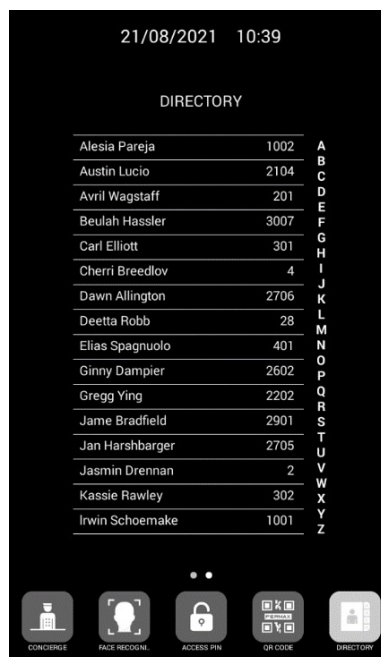 21/08/2021 10:39
DIRECTORY
Alesia Pareja 1002
Austin Lucio 2104
Avril Wagstaff 201
Beulah Hassler 3007
Carl Elliott 301
Cherri Breedlov 4
Dawn Allington 2706
Deetta Robb 28
Elias Spagnuolo 401
Ginny Dampier 2602
Gregg Ying 2202
Jame Bradfield 2901
Jan Harshbarger 2705
Jasmin Drennan 2
Kassie Rawley 302
Irwin Schoemake 1001
A
B
C
D
E
F
G
H
I
J
K
L
M
N
O
P
Q
R
S
T
U
V
W
X
Y
Z
FERMAX
CONCIERGE FACE RECOGNI.. ACCESS PIN QR CODE DIRECTORY